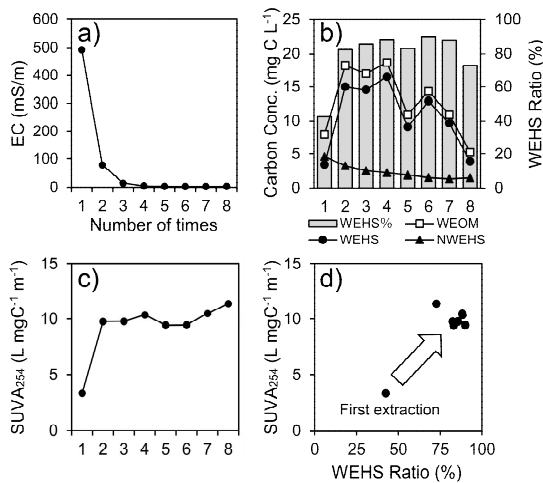 a)
EC (mS/m)
600
500
400
300
200
100
0
1 2 3 4 5 6 7 8
Number of times
b)
Carbon Conc. (mg C L⁻¹)
25
20
15
10
5
0
100
80
60
40
20
0
WEHS Ratio (%)
1 2 3 4 5 6 7 8
WEHS% WEOM
WEHS NWEHS
c)
SUVA₂₅₄ (L mgC⁻¹ m⁻¹)
15
10
5
0
1 2 3 4 5 6 7 8
d)
SUVA₂₅₄ (L mgC⁻¹ m⁻¹)
15
10
5
0
First extraction
0 25 50 75 100
WEHS Ratio (%)